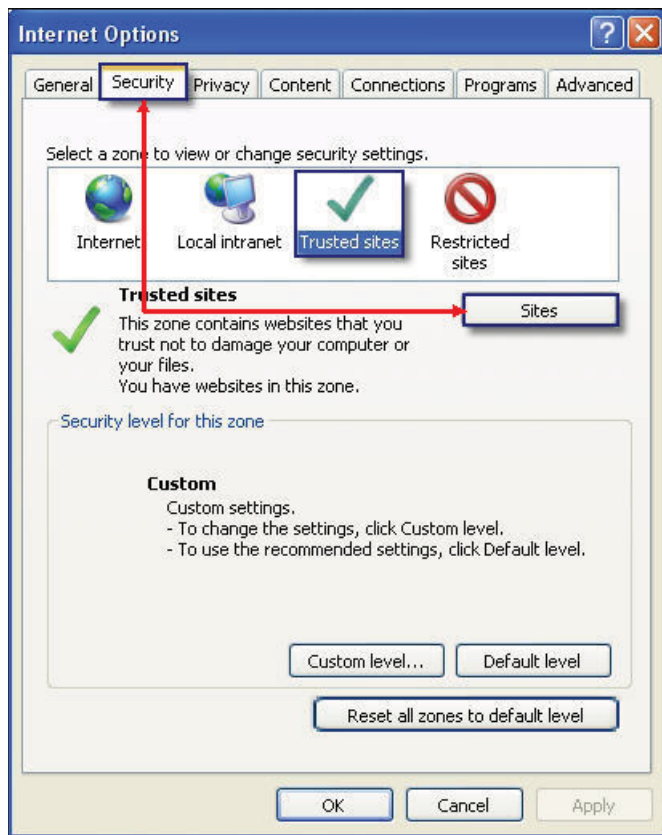 Internet Options
General Security Privacy Content Connections Programs Advanced
Select a zone to view or change security settings.
Internet Local intranet Trusted sites Restricted
sites
Trusted sites
Sites
This zone contains websites that you
trust not to damage your computer or
your files.
You have websites in this zone.
Security level for this zone
Custom
Custom settings.
- To change the settings, click Custom level.
- To use the recommended settings, click Default level.
Custom level... Default level
Reset all zones to default level
OK Cancel Apply